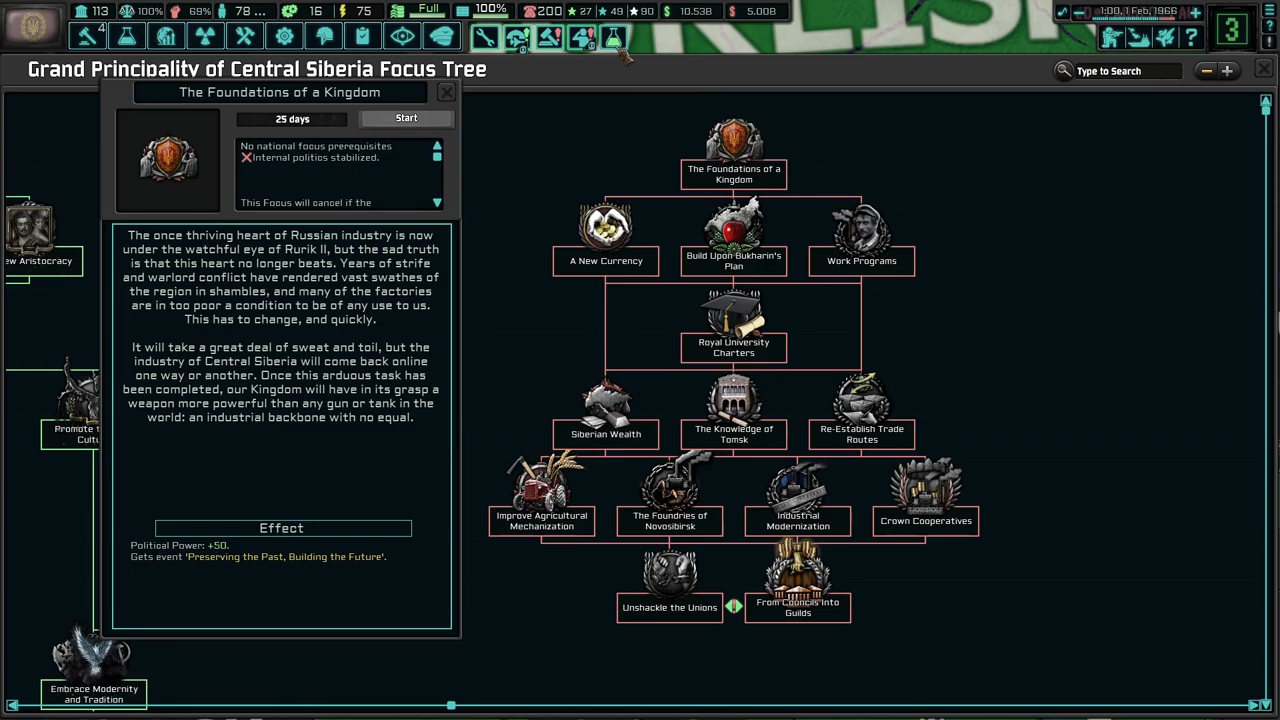 113 100% 69% 78 ... 16 75 Full 100% 200 27 49 90 $ 10.538 $ 5.008 1:00, 1 Feb, 1966
4
3
Grand Principality of Central Siberia Focus Tree
Type to Search
The Foundations of a Kingdom
25 days
Start
No national focus prerequisites
Internal politics stabilized.
This Focus will cancel if the
The once thriving heart of Russian industry is now
under the watchful eye of Rurik II, but the sad truth
is that this heart no longer beats. Years of strife
and warlord conflict have rendered vast swathes of
the region in shambles, and many of the factories
are in too poor a condition to be of any use to us.
This has to change, and quickly.
It will take a great deal of sweat and toil, but the
industry of Central Siberia will come back online
one way or another. Once this arduous task has
been completed, our Kingdom will have in its grasp a
weapon more powerful than any gun or tank in the
world: an industrial backbone with no equal.
Effect
Political Power: +50.
Gets event 'Preserving the Past, Building the Future'.
ew Aristocracy
Promote t
Cultu
Embrace Modernity
and Tradition
The Foundations of a
Kingdom
A New Currency
Build Upon Bukharin's
Plan
Work Programs
Royal University
Charters
Siberian Wealth
The Knowledge of
Tomsk
Re-Establish Trade
Routes
Improve Agricultural
Mechanization
The Foundries of
Novosibirsk
Industrial
Modernization
Crown Cooperatives
Unshackle the Unions
From Councils Into
Guilds